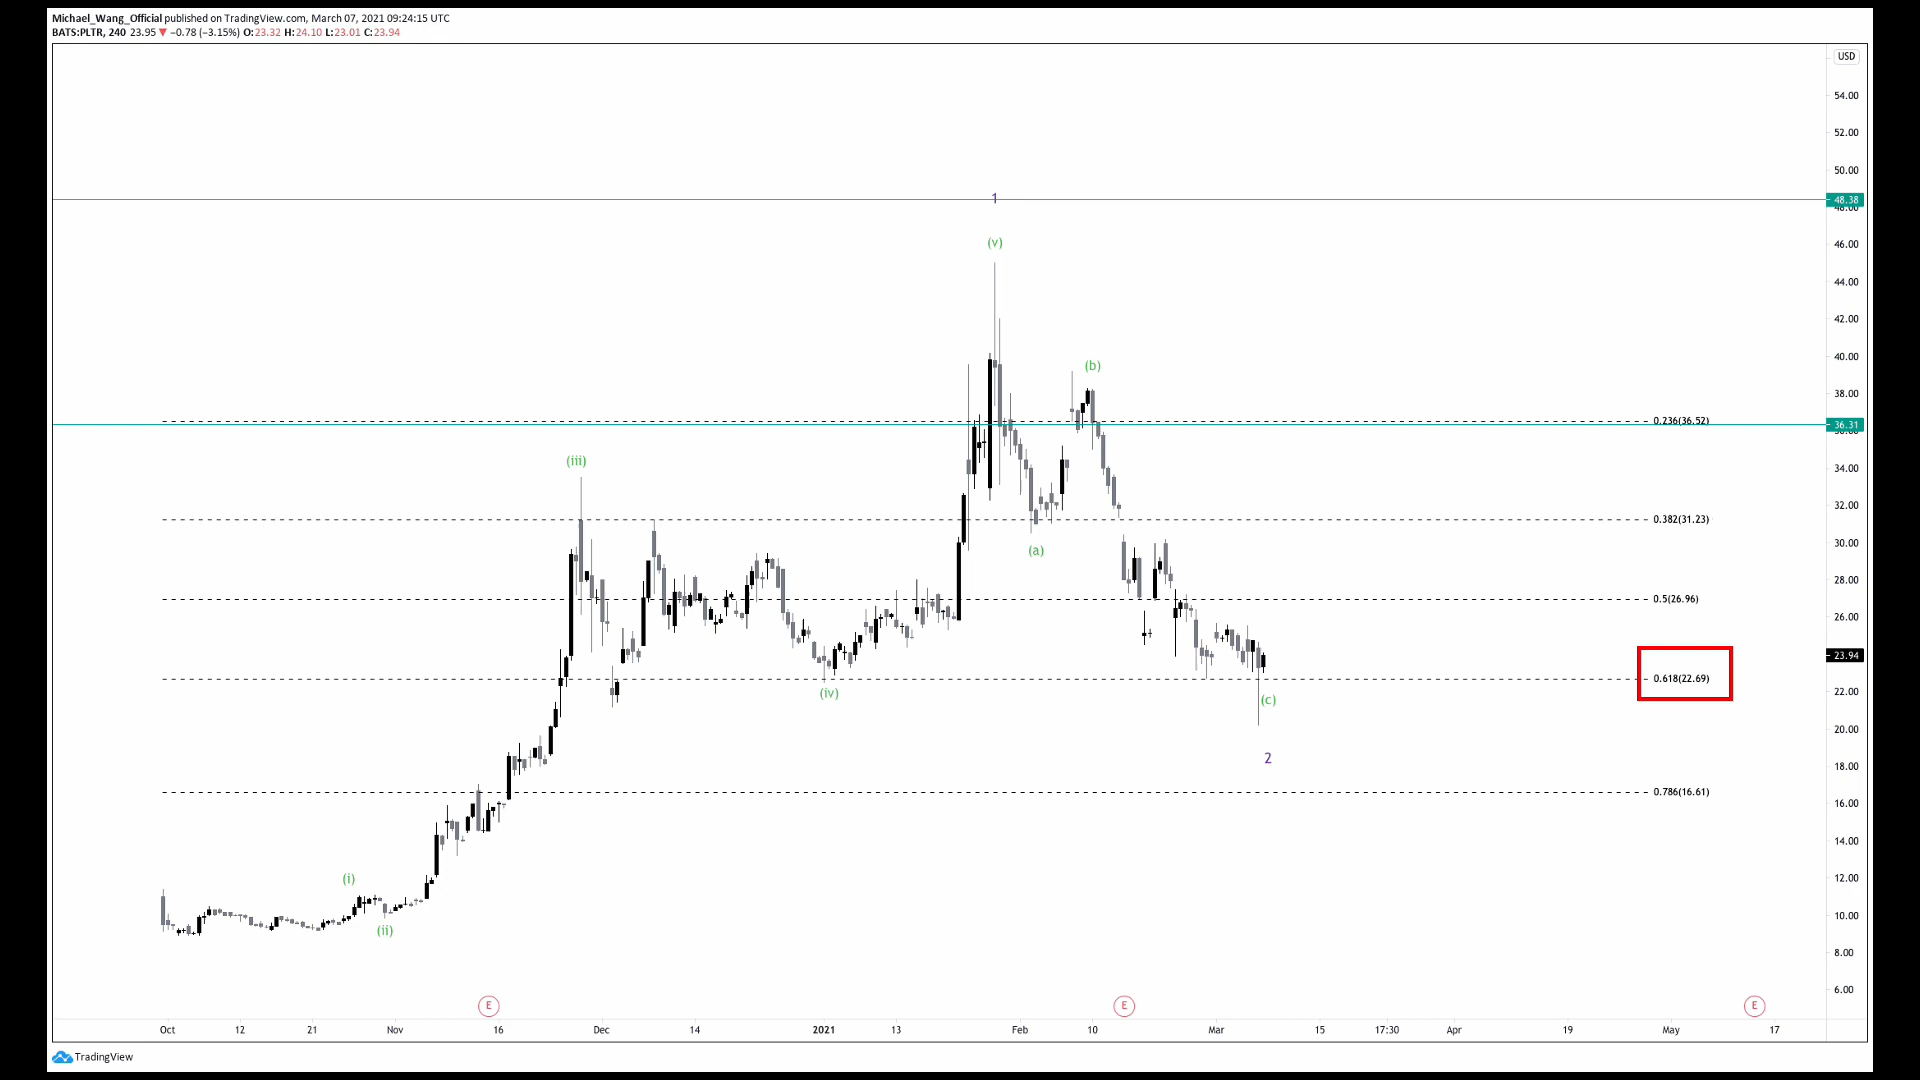 Michael_Wang_Official published on TradingView.com, March 07, 2021 09:24:15 UTC
BATS:PLTR, 240 23.95 ▼ −0.78 (−3.15%) O:23.32 H:24.10 L:23.01 C:23.94
USD
54.00
52.00
50.00
1
48.38
(v)
46.00
44.00
42.00
40.00
(b)
38.00
0.236(36.52)
36.31
(iii)
34.00
32.00
0.382(31.23)
(a)
30.00
28.00
0.5(26.96)
26.00
23.94
0.618(22.69)
(iv)
(c)
22.00
20.00
2
18.00
0.786(16.61)
16.00
14.00
(i)
12.00
10.00
(ii)
8.00
6.00
E E E
Oct 12 21 Nov 16 Dec 14 2021 13 Feb 10 Mar 15 17:30 Apr 19 May 17
TradingView